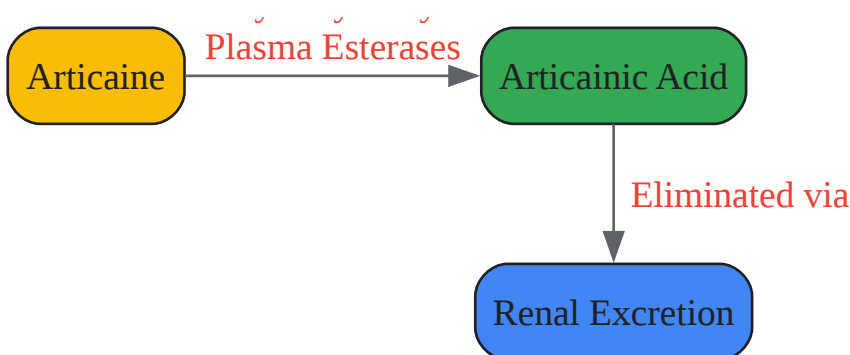 Plasma Esterases
Articaine
Articainic Acid
Eliminated via
Renal Excretion